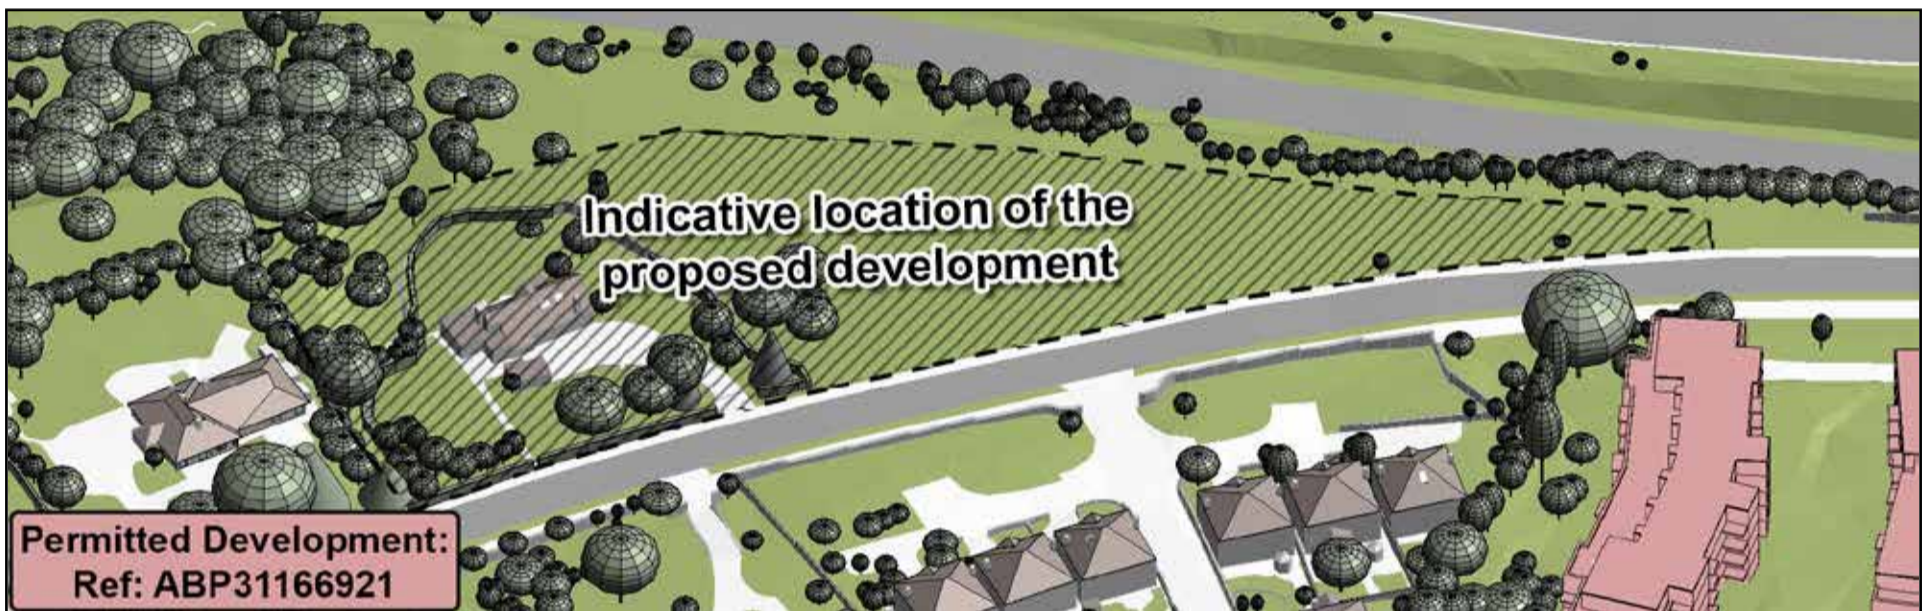 Indicative location of the
proposed development
Permitted Development:
Ref: ABP31166921